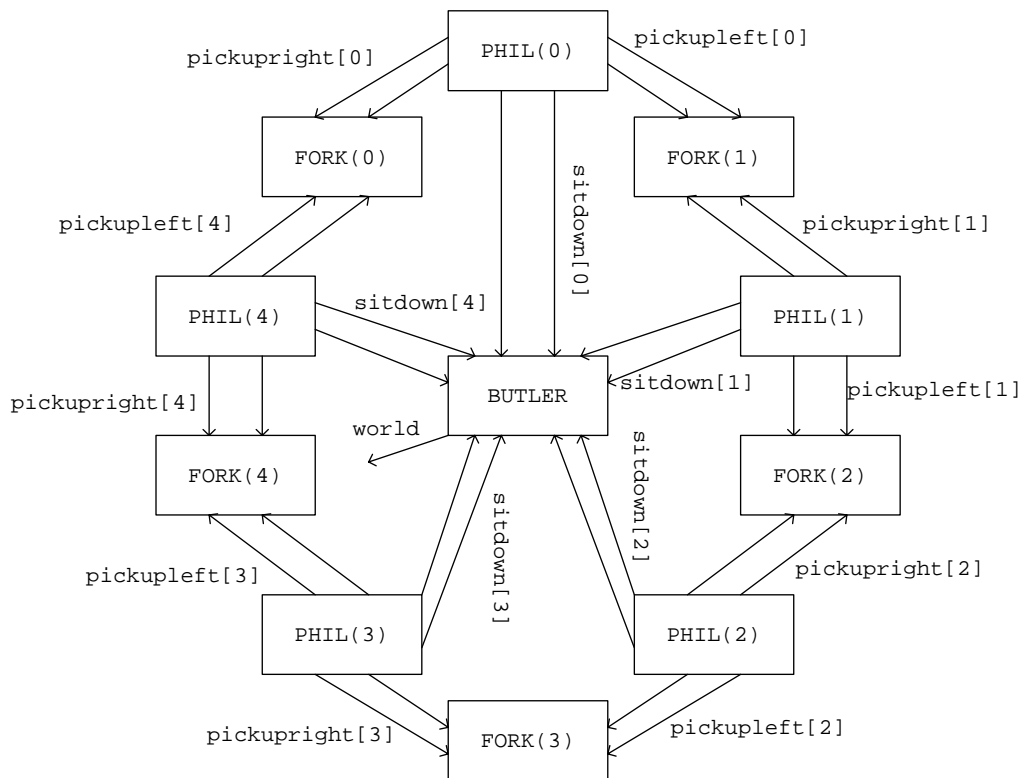 PHIL(0)
pickupleft[0]
pickupright[0]
FORK(0)
FORK(1)
sitdown[0]
pickupleft[4]
pickupright[1]
PHIL(4)
sitdown[4]
PHIL(1)
pickupright[4]
BUTLER
sitdown[1]
pickupleft[1]
world
FORK(4)
FORK(2)
sitdown[3]
sitdown[2]
pickupleft[3]
pickupright[2]
PHIL(3)
PHIL(2)
pickupright[3]
FORK(3)
pickupleft[2]